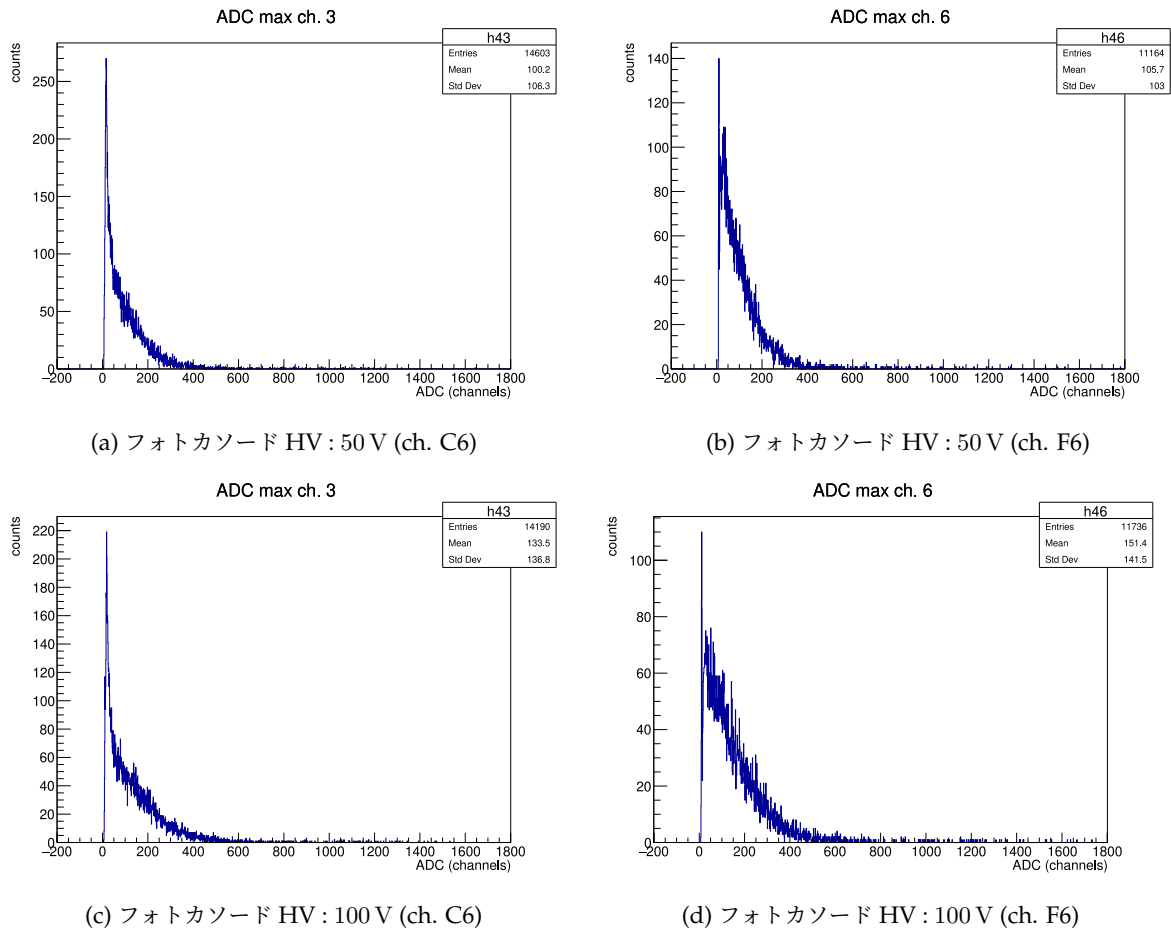 ADC max ch. 3
counts
h43
Entries 14603
Mean 100.2
Std Dev 106.3
250
200
150
100
50
0
−200 0 200 400 600 800 1000 1200 1400 1600 1800
ADC (channels)
(a) フォトカソード HV : 50 V (ch. C6)
ADC max ch. 6
counts
h46
Entries 11164
Mean 105.7
Std Dev 103
140
120
100
80
60
40
20
0
−200 0 200 400 600 800 1000 1200 1400 1600 1800
ADC (channels)
(b) フォトカソード HV : 50 V (ch. F6)
ADC max ch. 3
counts
h43
Entries 14190
Mean 133.5
Std Dev 136.8
220
200
180
160
140
120
100
80
60
40
20
0
−200 0 200 400 600 800 1000 1200 1400 1600 1800
ADC (channels)
(c) フォトカソード HV : 100 V (ch. C6)
ADC max ch. 6
counts
h46
Entries 11736
Mean 151.4
Std Dev 141.5
100
80
60
40
20
0
−200 0 200 400 600 800 1000 1200 1400 1600 1800
ADC (channels)
(d) フォトカソード HV : 100 V (ch. F6)